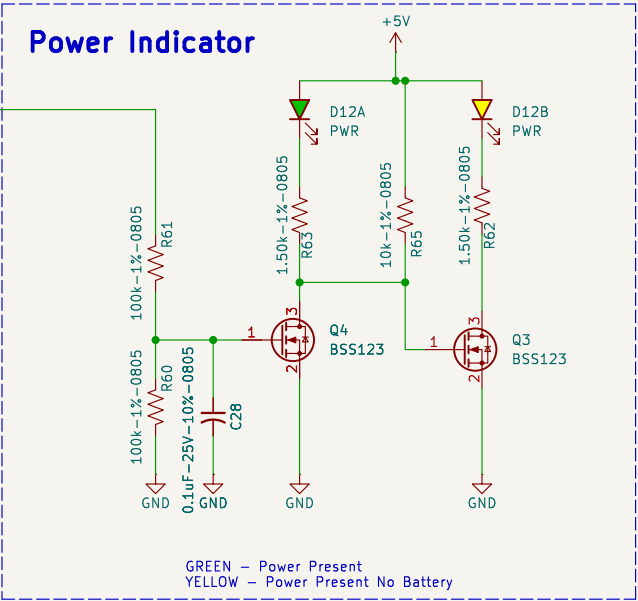 Power Indicator
+5V
D12A
PWR
D12B
PWR
100k-1%-0805
R61
1.50k-1%-0805
R63
10k-1%-0805
R65
1.50k-1%-0805
R62
100k-1%-0805
R60
0.1uF-25V-10%-0805
C28
1
3
2
Q4
BSS123
1
3
2
Q3
BSS123
GND
GND
GND
GND
GREEN - Power Present
YELLOW - Power Present No Battery